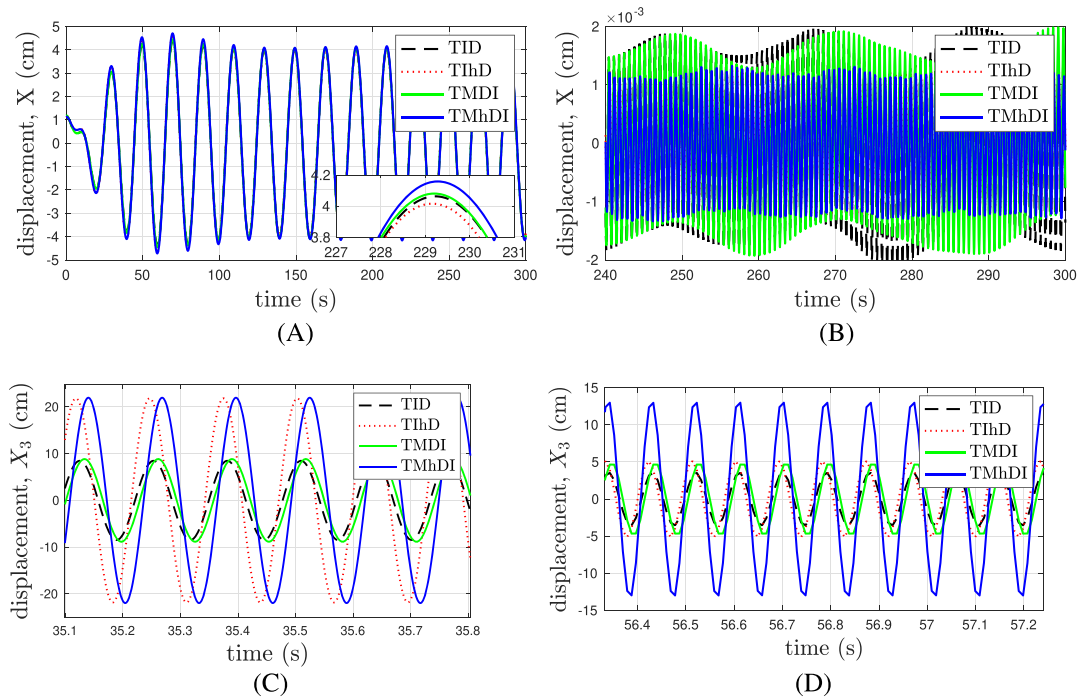 5
4
3
2
1
0
-1
-2
-3
-4
-5
displacement, X (cm)
TID
TIhD
TMDI
TMhDI
4.2
4
3.8
227 228 229 230 231
0 50 100 150 200 250 300
time (s)
(A)
×10⁻³
2
1
0
-1
-2
displacement, X (cm)
TID
TIhD
TMDI
TMhDI
240 250 260 270 280 290 300
time (s)
(B)
20
10
0
-10
-20
displacement, X₃ (cm)
TID
TIhD
TMDI
TMhDI
35.1 35.2 35.3 35.4 35.5 35.6 35.7 35.8
time (s)
(C)
15
10
5
0
-5
-10
-15
displacement, X₃ (cm)
TID
TIhD
TMDI
TMhDI
56.4 56.5 56.6 56.7 56.8 56.9 57 57.1 57.2
time (s)
(D)